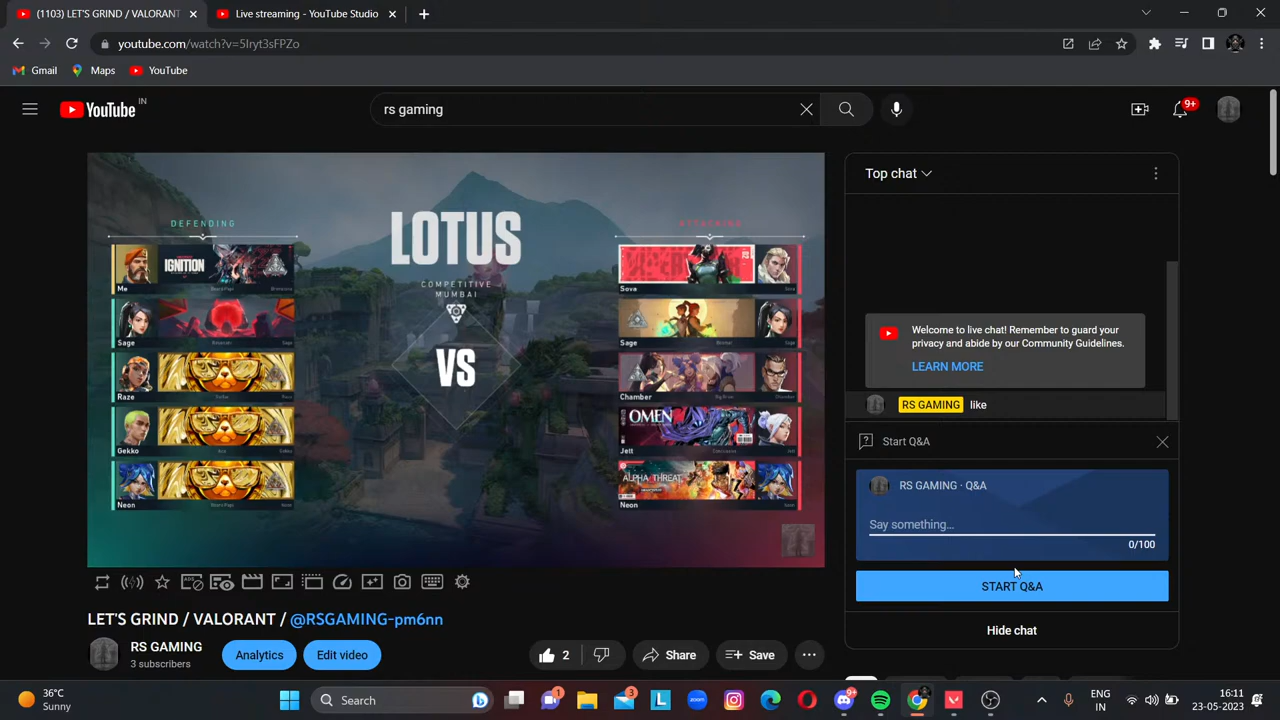 (1103) LET'S GRIND / VALORANT
Live streaming - YouTube Studio
youtube.com/watch?v=5Iryt3sFPZo
Gmail
Maps
YouTube
YouTube IN
rs gaming
9+
DEFENDING
LOTUS
COMPETITIVE
MUMBAI
VS
ATTACKING
IGNITION
Me
Sage
Raze
Gekko
Neon
Sova
Sage
Chamber
OMEN
Jett
ALPHA THREAT
Neon
Top chat
Welcome to live chat! Remember to guard your
privacy and abide by our Community Guidelines.
LEARN MORE
RS GAMING like
Start Q&A
RS GAMING · Q&A
Say something...
0/100
START Q&A
Hide chat
LET'S GRIND / VALORANT / @RSGAMING-pm6nn
RS GAMING
3 subscribers
Analytics
Edit video
2
Share
Save
36°C
Sunny
Search
1
3
zoom
9+
ENG
IN
16:11
23-05-2023